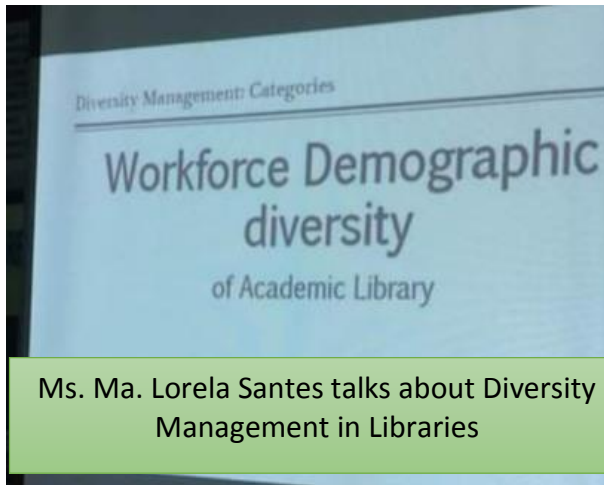 Diversity Management: Categories
Workforce Demographic
diversity
of Academic Library
Ms. Ma. Lorela Santes talks about Diversity
Management in Libraries